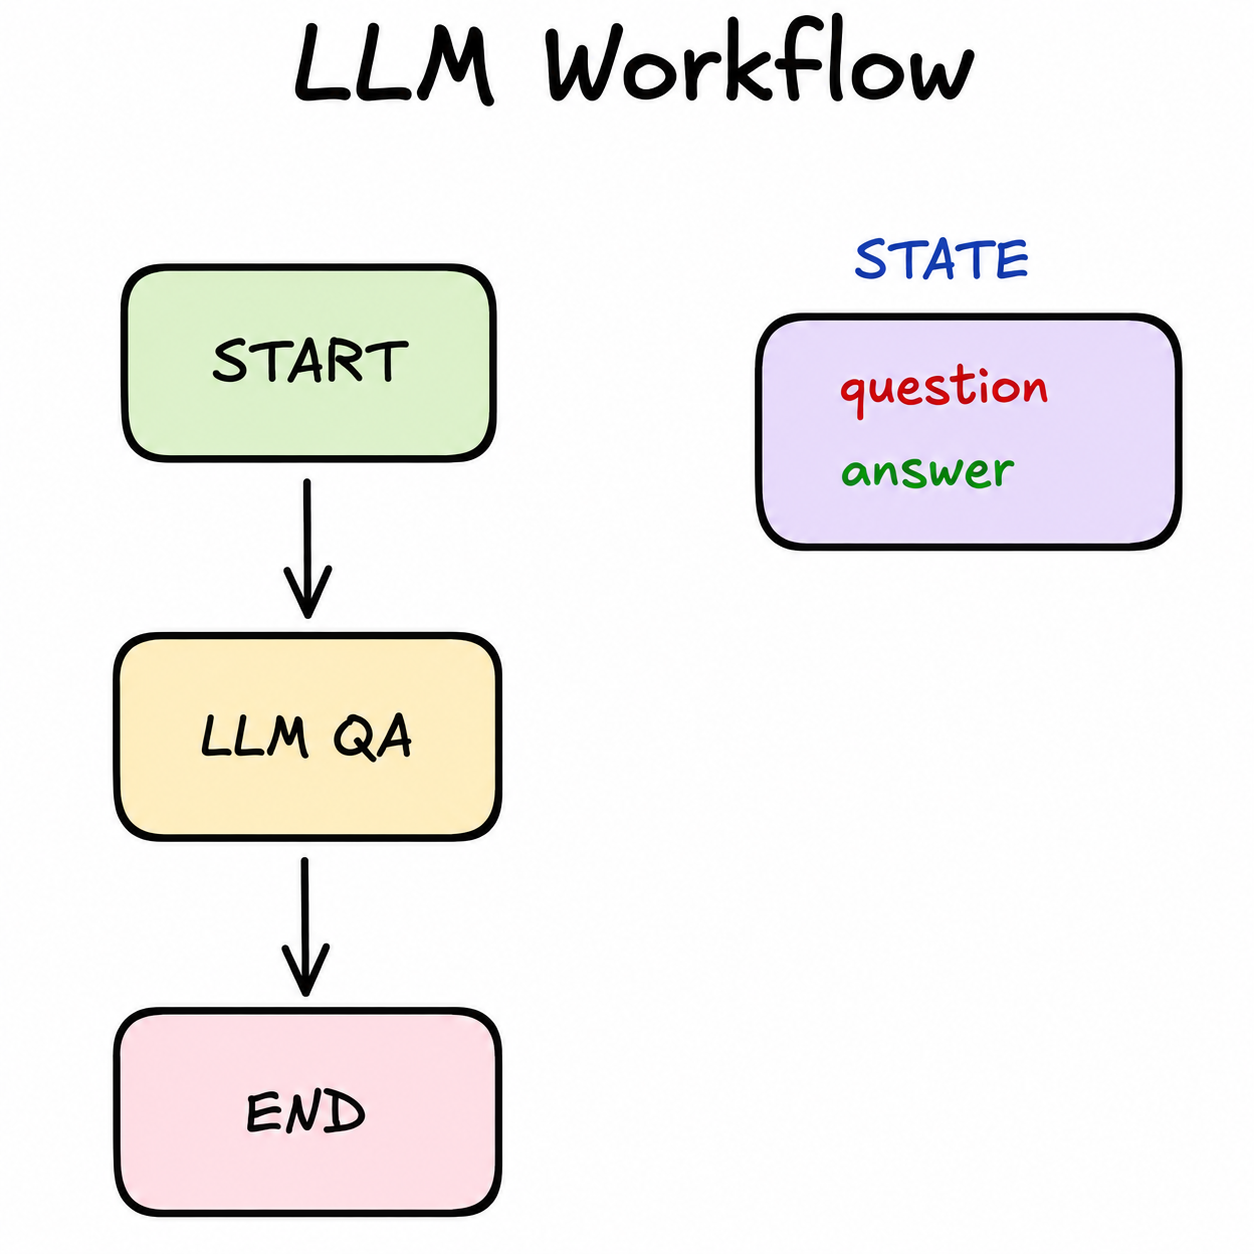 LLM Workflow
STATE
START
question
answer
LLM QA
END